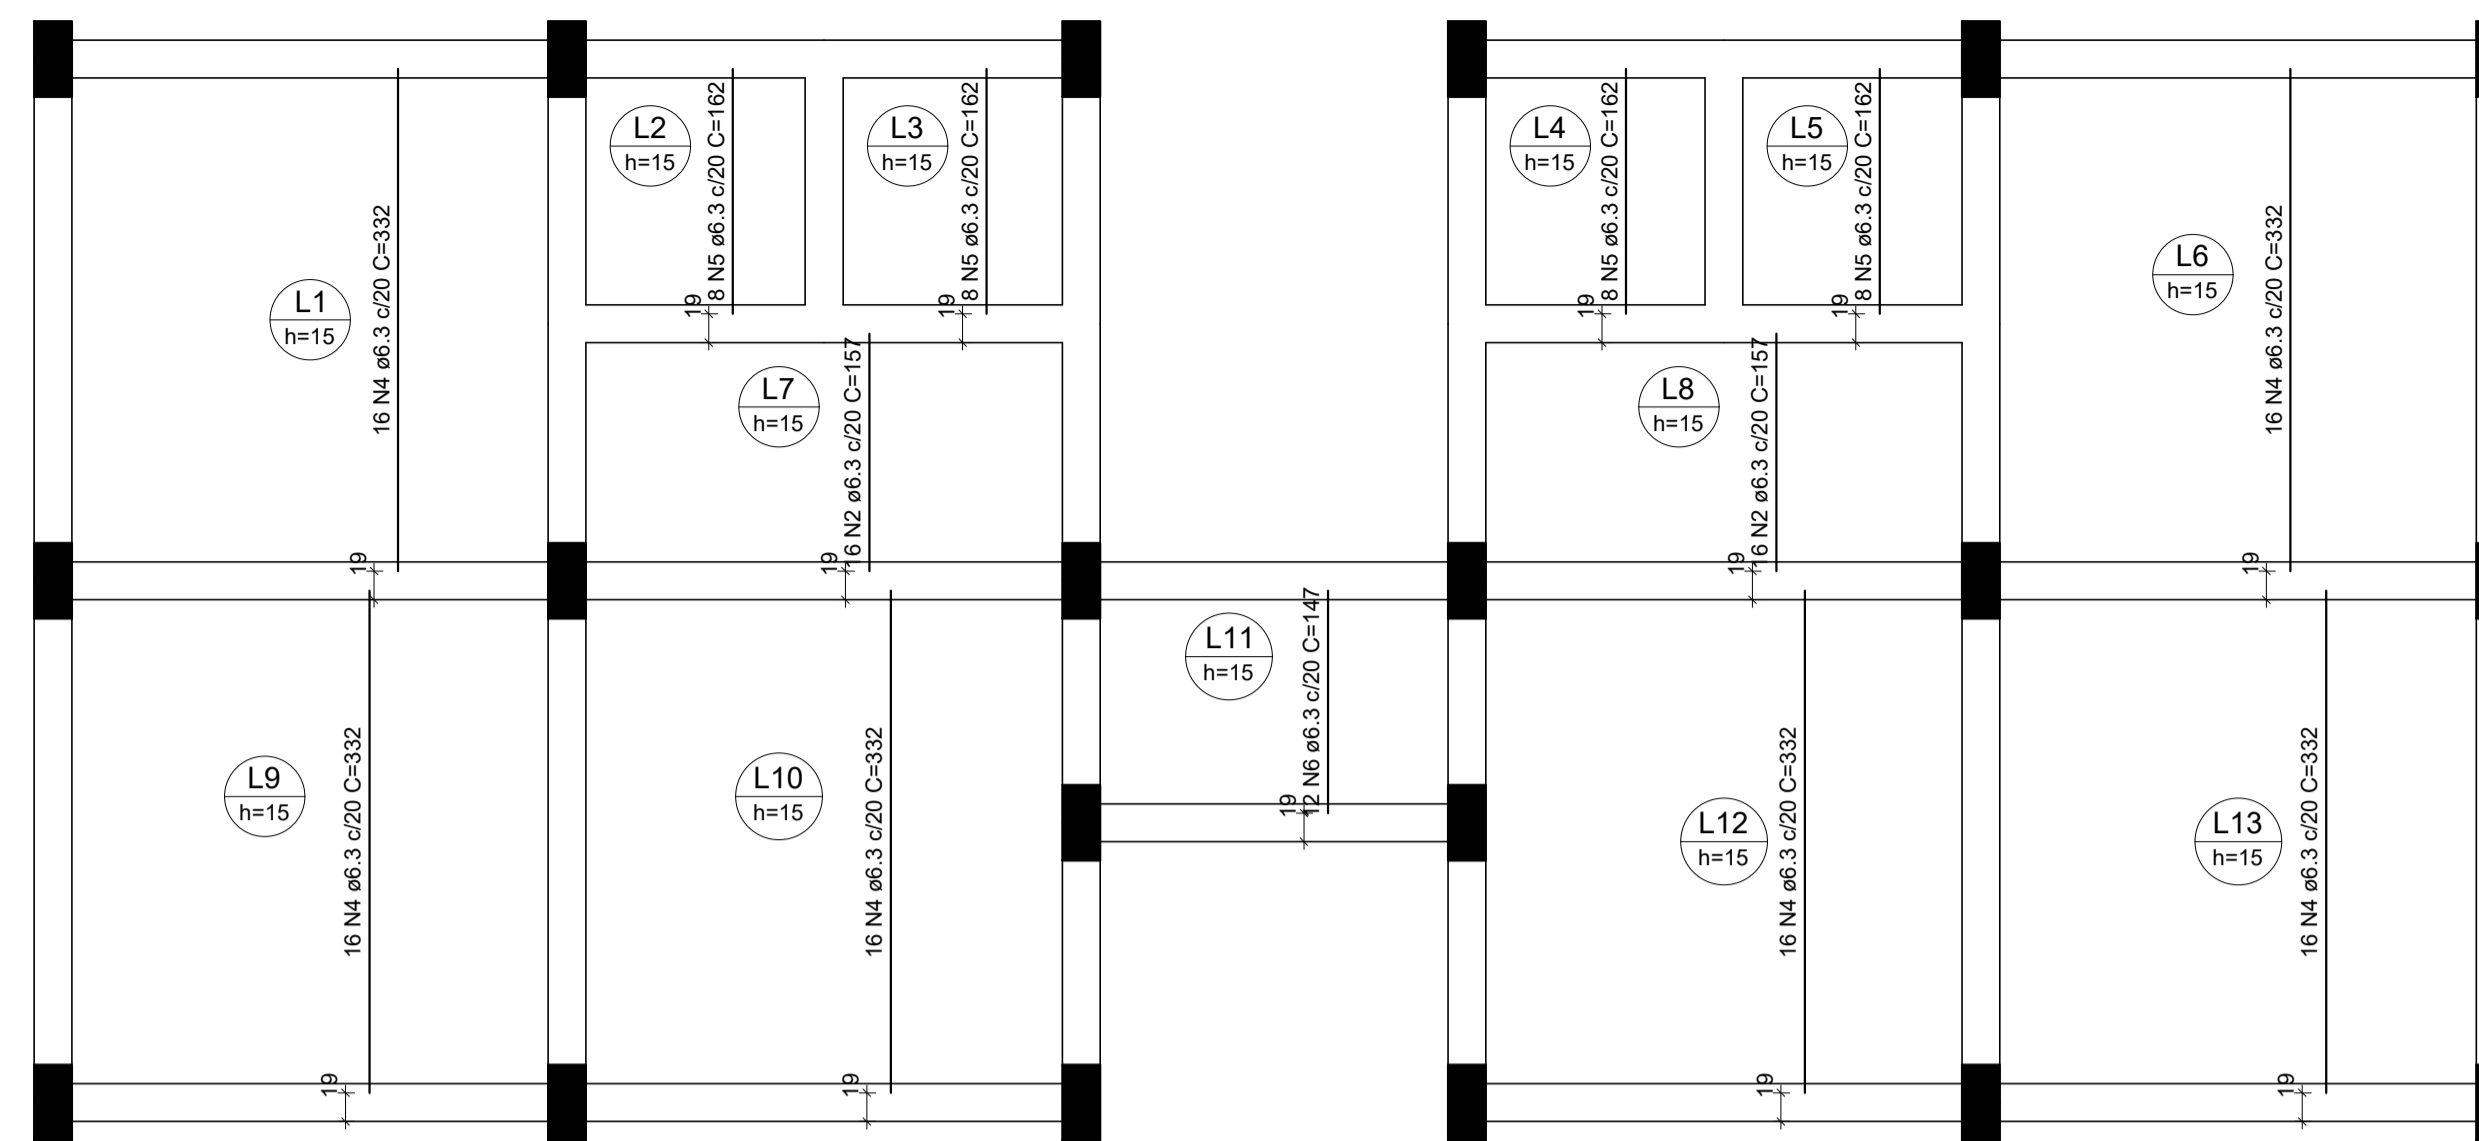 L1
h=15
16 N4 ø6.3 c/20 C=332
19
L2
h=15
8 N5 ø6.3 c/20 C=162
19
L3
h=15
8 N5 ø6.3 c/20 C=162
19
L4
h=15
8 N5 ø6.3 c/20 C=162
19
L5
h=15
8 N5 ø6.3 c/20 C=162
19
L6
h=15
16 N4 ø6.3 c/20 C=332
19
L7
h=15
16 N2 ø6.3 c/20 C=157
19
L8
h=15
16 N2 ø6.3 c/20 C=157
19
L9
h=15
16 N4 ø6.3 c/20 C=332
19
L10
h=15
16 N4 ø6.3 c/20 C=332
19
L11
h=15
12 N6 ø6.3 c/20 C=147
19
L12
h=15
16 N4 ø6.3 c/20 C=332
19
L13
h=15
16 N4 ø6.3 c/20 C=332
19